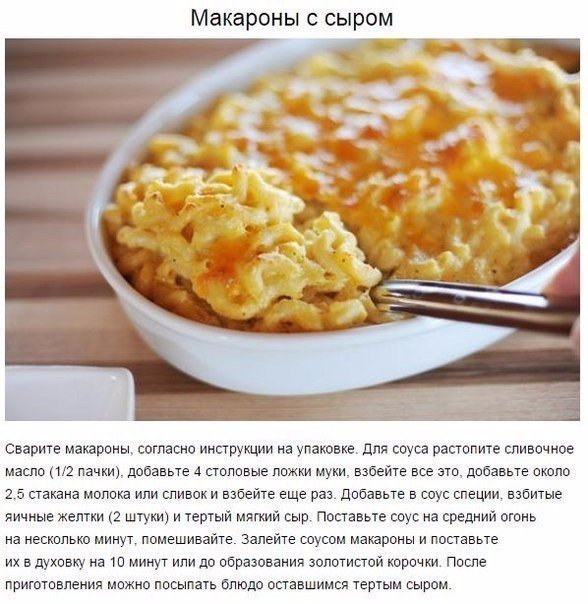 Макароны с сыром
Сварите макароны, согласно инструкции на упаковке. Для соуса растопите сливочное
масло (1/2 пачки), добавьте 4 столовые ложки муки, взбейте все это, добавьте около
2,5 стакана молока или сливок и взбейте еще раз. Добавьте в соус специи, взбитые
яичные желтки (2 штуки) и тертый мягкий сыр. Поставьте соус на средний огонь
на несколько минут, помешивайте. Залейте соусом макароны и поставьте
их в духовку на 10 минут или до образования золотистой корочки. После
приготовления можно посыпать блюдо оставшимся тертым сыром.